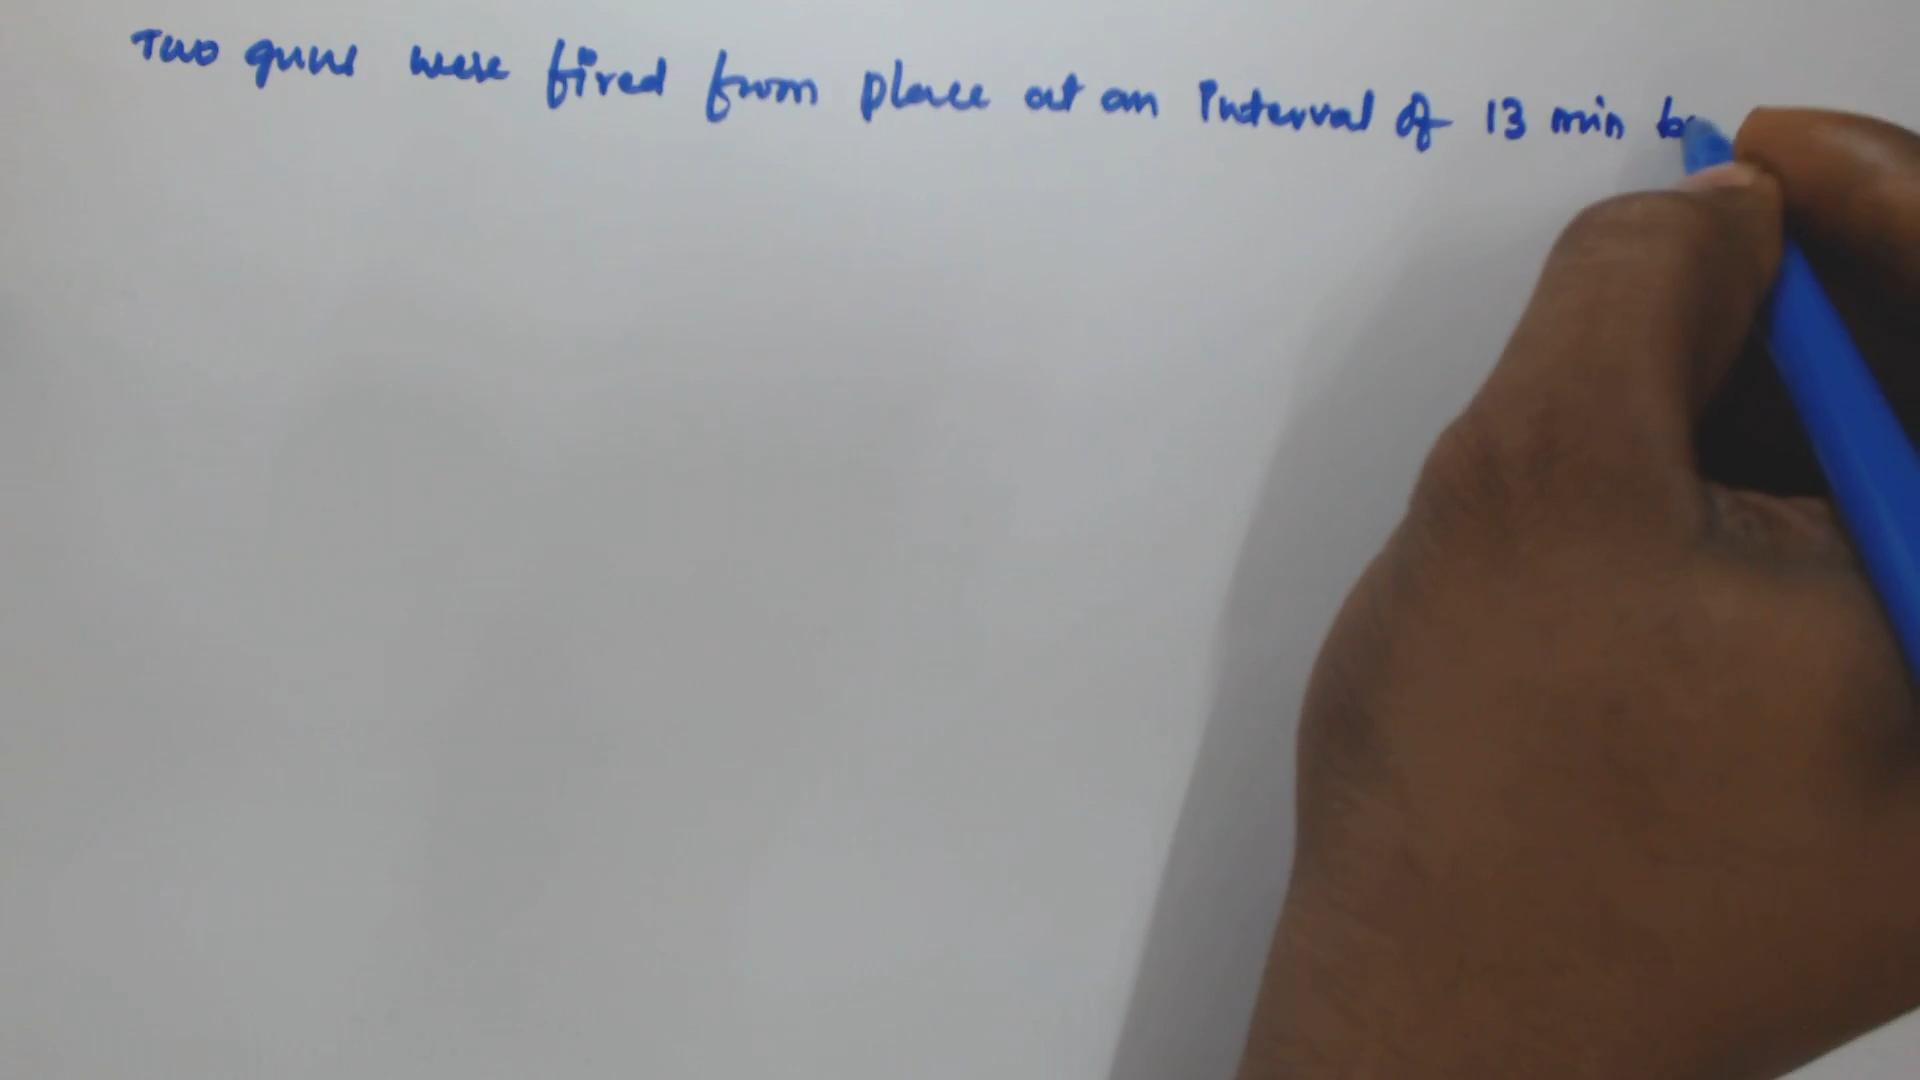 Two guns were fired from place at an Interval of 13 min